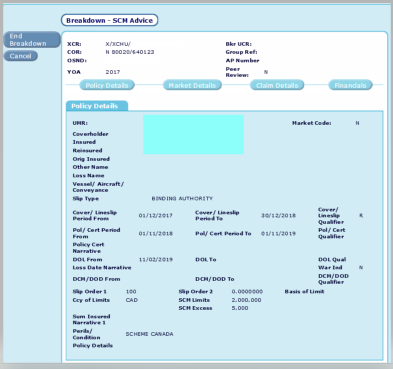 Breakdown - SCM Advice
End
Breakdown
Cancel
XCR: X/XCHU/ Bkr UCR:
COR: N 80020/640123 Group Ref:
OSND: AP Number
YOA 2017 Peer Review: N
Policy Details Market Details Claim Details Financials
Policy Details
UMR: Market Code: N
Coverholder
Insured
Reinsured
Orig Insured
Other Name
Loss Name
Vessel/ Aircraft/
Conveyance
Slip Type BINDING AUTHORITY
Cover/ Lineslip Period From 01/12/2017 Cover/ Lineslip Period To 30/12/2018 Cover/ Lineslip Qualifier R
Pol/ Cert Period From 01/11/2018 Pol/ Cert Period To 01/11/2019 Pol/ Cert Qualifier
Policy Cert
Narrative
DOL From 11/02/2019 DOL To DOL Qual
Loss Date Narrative War Ind N
DCM/DOD From DCM/DOD To DCM/DOD Qualifier
Slip Order 1 100 Slip Order 2 0.0000000 Basis of Limit
Ccy of Limits CAD SCM Limits 2,000,000
SCM Excess 5,000
Sum Insured
Narrative 1
Perils/
Condition SCHEME CANADA
Policy Details